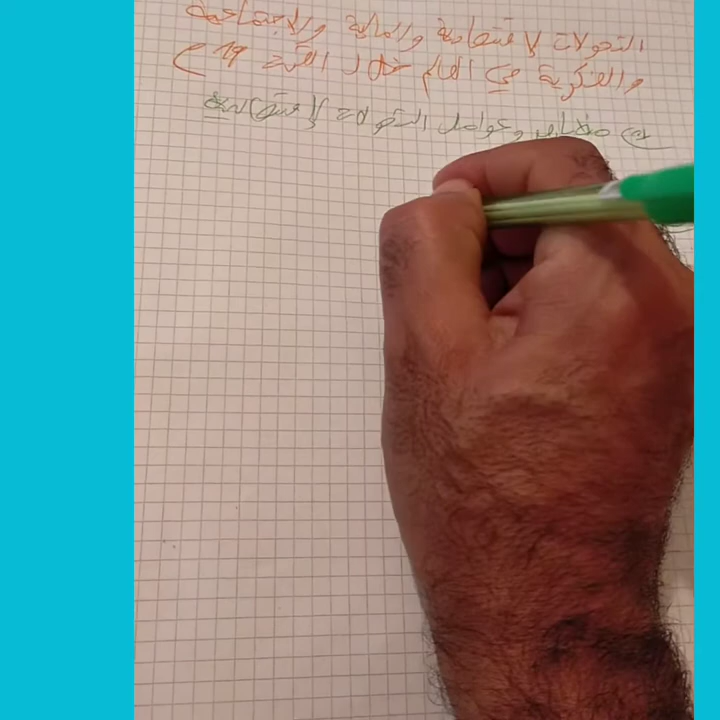 التحولات الاقتصادية والمالية والاجتماعية
والفكرية في العالم خلال القرن 19 م
مظاهر وعوامل التحولات الاقتصادية